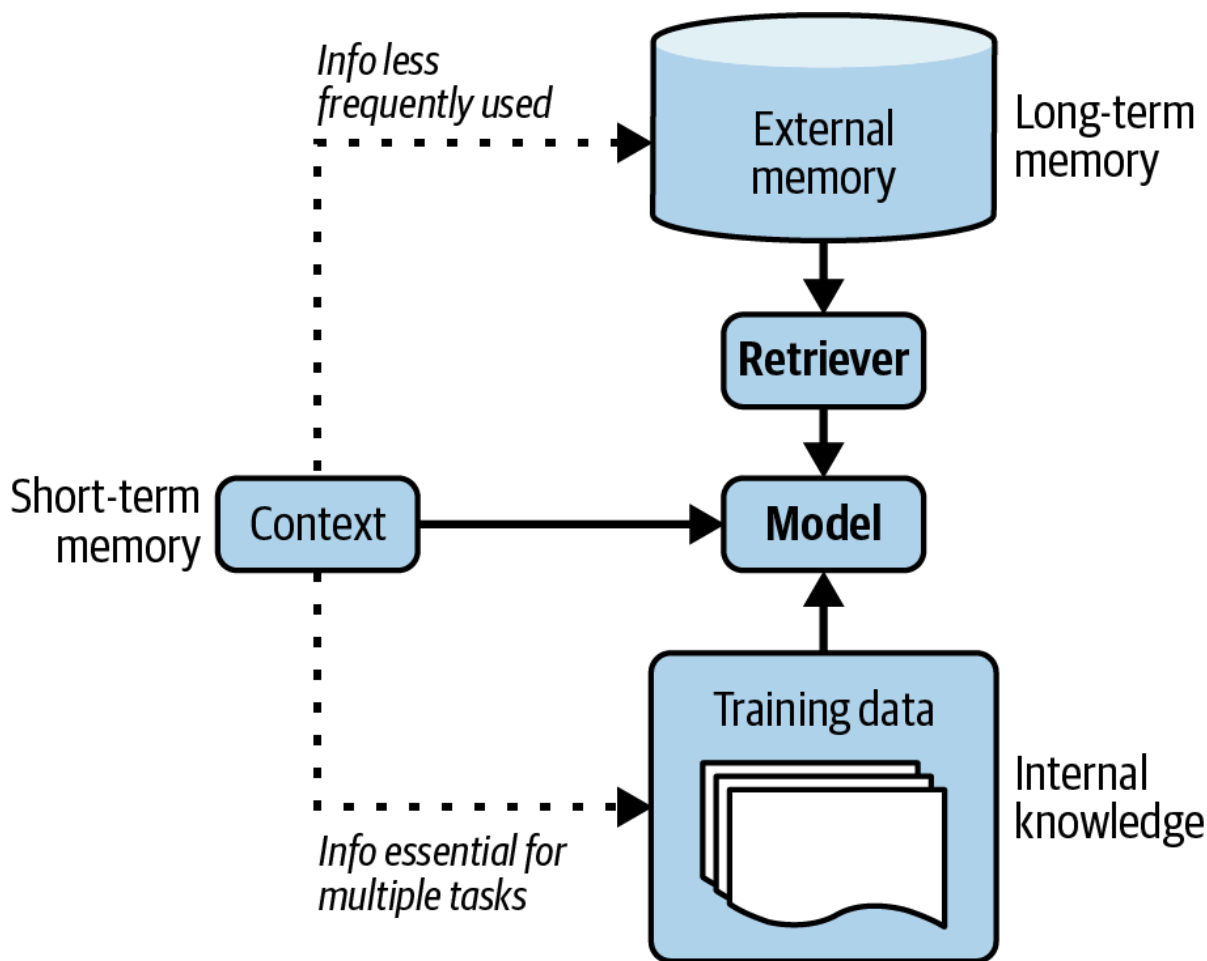 Info less
frequently used
External
memory
Long-term
memory
Retriever
Short-term
memory
Context
Model
Training data
Internal
knowledge
Info essential for
multiple tasks